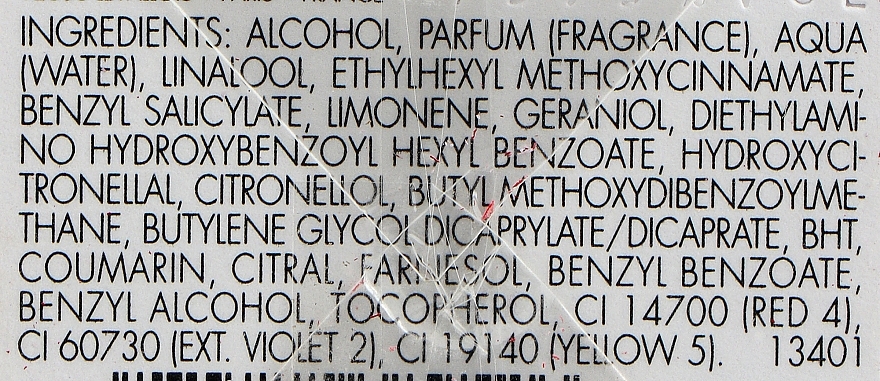 INGREDIENTS: ALCOHOL, PARFUM (FRAGRANCE), AQUA
(WATER), LINALOOL, ETHYLHEXYL METHOXYCINNAMATE,
BENZYL SALICYLATE, LIMONENE, GERANIOL, DIETHYLAMI-
NO HYDROXYBENZOYL HEXYL BENZOATE, HYDROXYCI-
TRONELLAL, CITRONELLOL, BUTYL METHOXYDIBENZOYLME-
THANE, BUTYLENE GLYCOL DICAPRYLATE/DICAPRATE, BHT,
COUMARIN, CITRAL, FARNESOL, BENZYL BENZOATE,
BENZYL ALCOHOL, TOCOPHEROL, CI 14700 (RED 4),
CI 60730 (EXT. VIOLET 2), CI 19140 (YELLOW 5). 13401